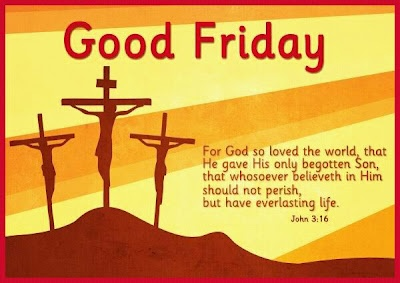 Good Friday
For God so loved the world, that
He gave His only begotten Son,
that whosoever believeth in Him
should not perish,
but have everlasting life.
John 3:16